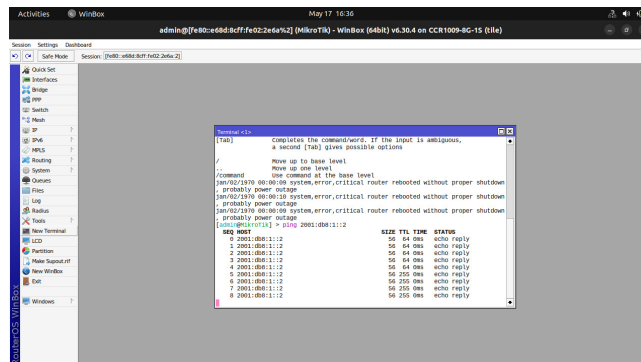 Activities WinBox May 17 16:36
admin@[fe80::e68d:8cff:fe02:2e6a%2] (MikroTik) - WinBox (64bit) v6.30.4 on CCR1009-8G-1S (tile)
Session Settings Dashboard
Safe Mode Session: [fe80::e68d:8cff:fe02:2e6a:2]
Quick Set
Interfaces
Bridge
PPP
Switch
Mesh
IP
IPv6
MPLS
Routing
System
Queues
Files
Log
Radius
Tools
New Terminal
LCD
Partition
Make Supout.rif
New WinBox
Exit
Windows
RouterOS WinBox
Terminal <1>
[Tab] Completes the command/word. If the input is ambiguous,
a second [Tab] gives possible options
/ Move up to base level
.. Move up one level
/command Use command at the base level
jan/02/1970 00:00:09 system,error,critical router rebooted without proper shutdown
, probably power outage
jan/02/1970 00:00:10 system,error,critical router rebooted without proper shutdown
, probably power outage
jan/02/1970 00:00:09 system,error,critical router rebooted without proper shutdown
, probably power outage
[admin@MikroTik] > ping 2001:db8:1::2
SEQ HOST SIZE TTL TIME STATUS
0 2001:db8:1::2 56 64 0ms echo reply
1 2001:db8:1::2 56 64 0ms echo reply
2 2001:db8:1::2 56 64 0ms echo reply
3 2001:db8:1::2 56 64 0ms echo reply
4 2001:db8:1::2 56 64 0ms echo reply
5 2001:db8:1::2 56 255 0ms echo reply
6 2001:db8:1::2 56 255 0ms echo reply
7 2001:db8:1::2 56 255 0ms echo reply
8 2001:db8:1::2 56 255 0ms echo reply